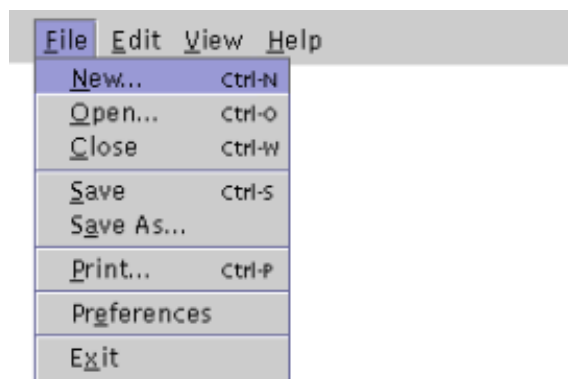 File Edit View Help
New... Ctrl-N
Open... Ctrl-O
Close Ctrl-W
Save Ctrl-S
Save As...
Print... Ctrl-P
Preferences
Exit